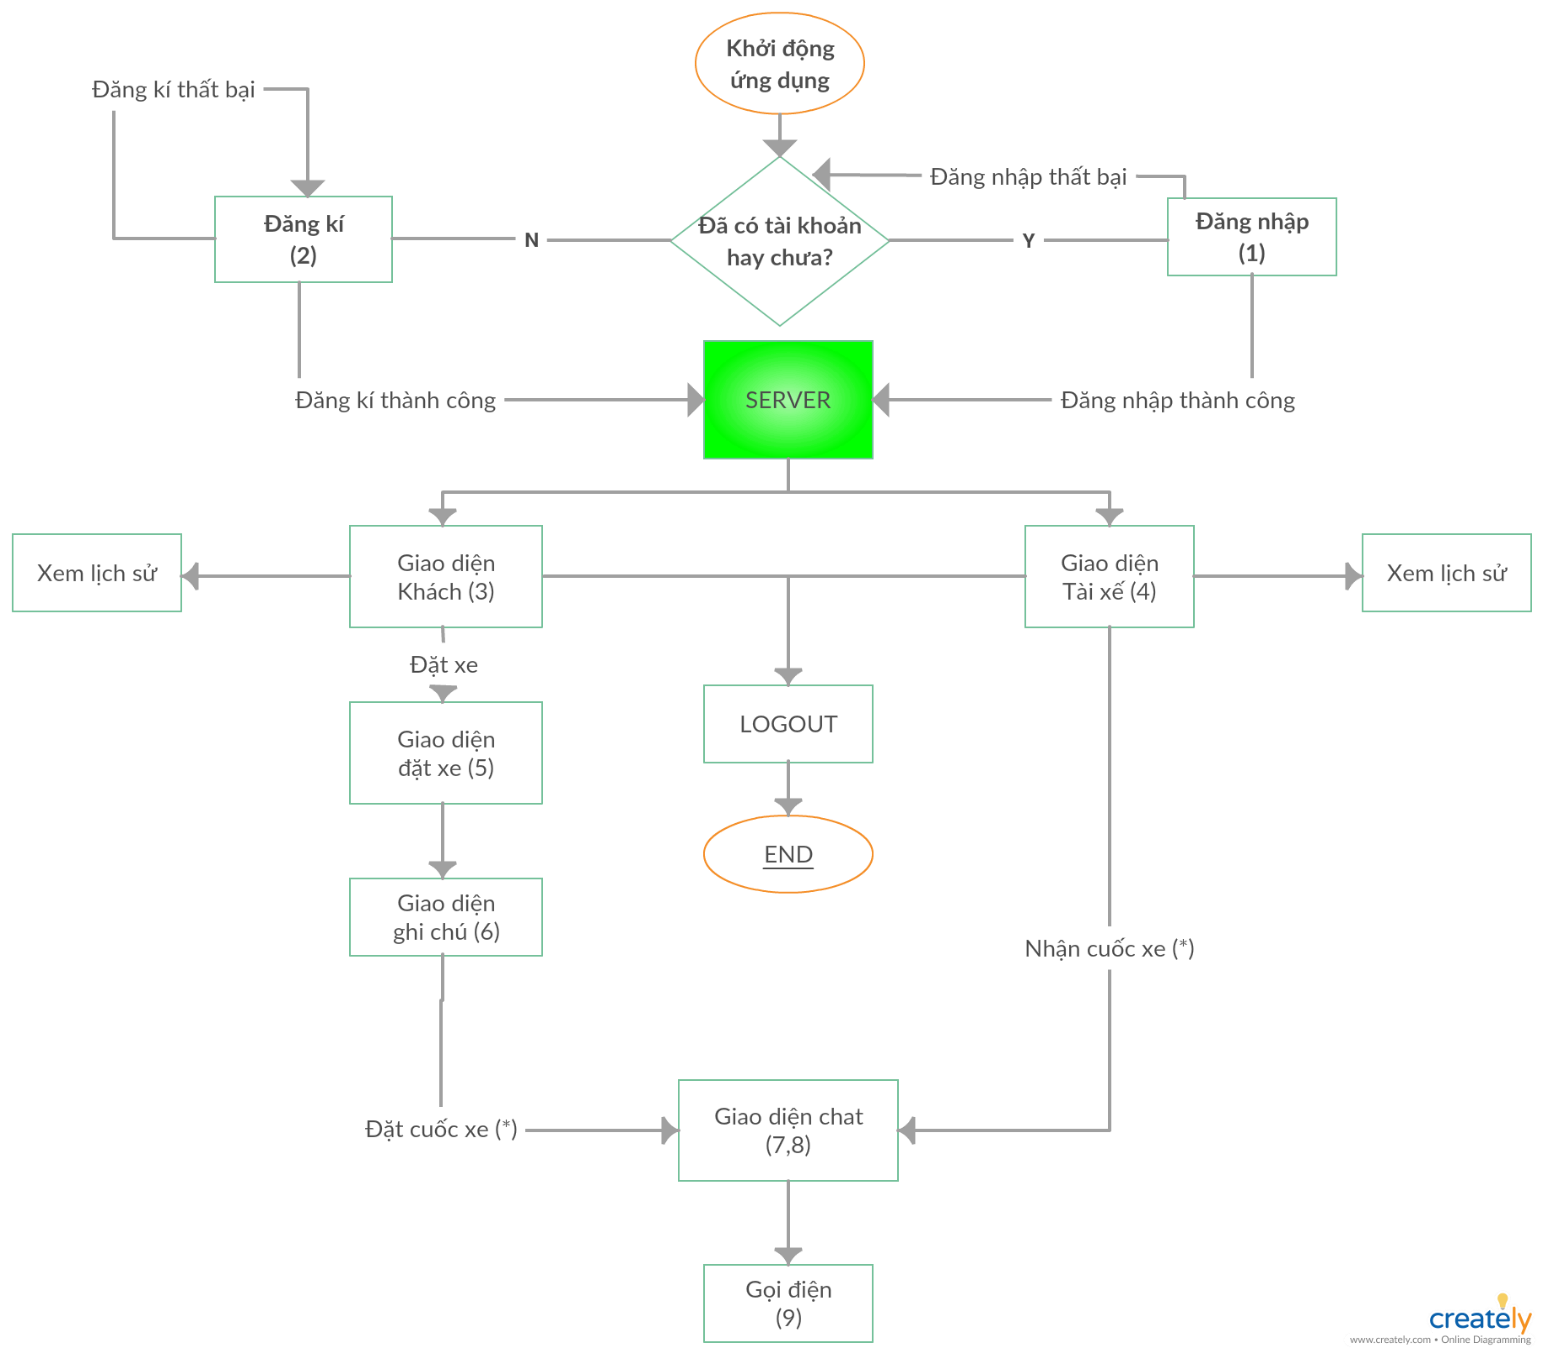 Khởi động
ứng dụng
Đăng kí thất bại
Đăng nhập thất bại
Đăng kí
(2)
N
Đã có tài khoản
hay chưa?
Y
Đăng nhập
(1)
Đăng kí thành công
SERVER
Đăng nhập thành công
Xem lịch sử
Giao diện
Khách (3)
Giao diện
Tài xế (4)
Xem lịch sử
Đặt xe
Giao diện
đặt xe (5)
LOGOUT
END
Giao diện
ghi chú (6)
Nhận cuốc xe (*)
Đặt cuốc xe (*)
Giao diện chat
(7,8)
Gọi điện
(9)
creately
www.creately.com • Online Diagramming